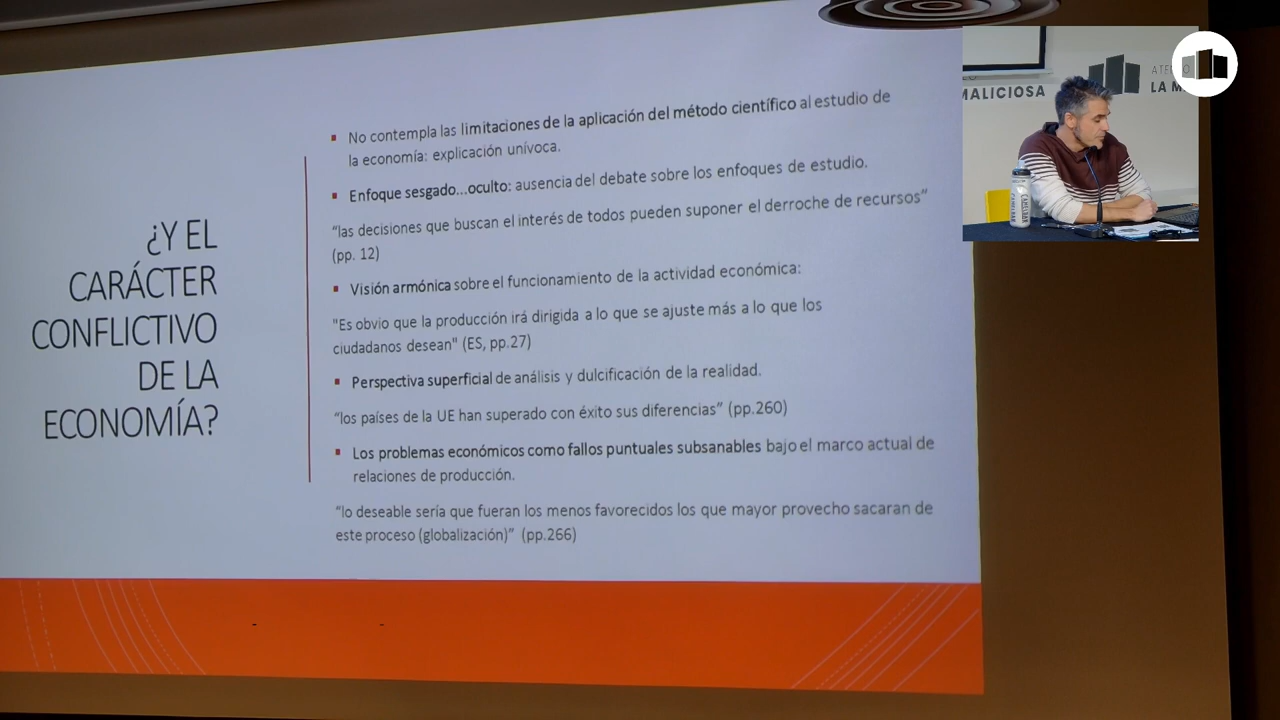 ¿Y EL
CARÁCTER
CONFLICTIVO
DE LA
ECONOMÍA?
▪ No contempla las limitaciones de la aplicación del método científico al estudio de
la economía: explicación unívoca.
▪ Enfoque sesgado...oculto: ausencia del debate sobre los enfoques de estudio.
“las decisiones que buscan el interés de todos pueden suponer el derroche de recursos”
(pp. 12)
▪ Visión armónica sobre el funcionamiento de la actividad económica:
"Es obvio que la producción irá dirigida a lo que se ajuste más a lo que los
ciudadanos desean" (ES, pp.27)
▪ Perspectiva superficial de análisis y dulcificación de la realidad.
“los países de la UE han superado con éxito sus diferencias” (pp.260)
▪ Los problemas económicos como fallos puntuales subsanables bajo el marco actual de
relaciones de producción.
“lo deseable sería que fueran los menos favorecidos los que mayor provecho sacaran de
este proceso (globalización)” (pp.266)
MALICIOSA
LA M